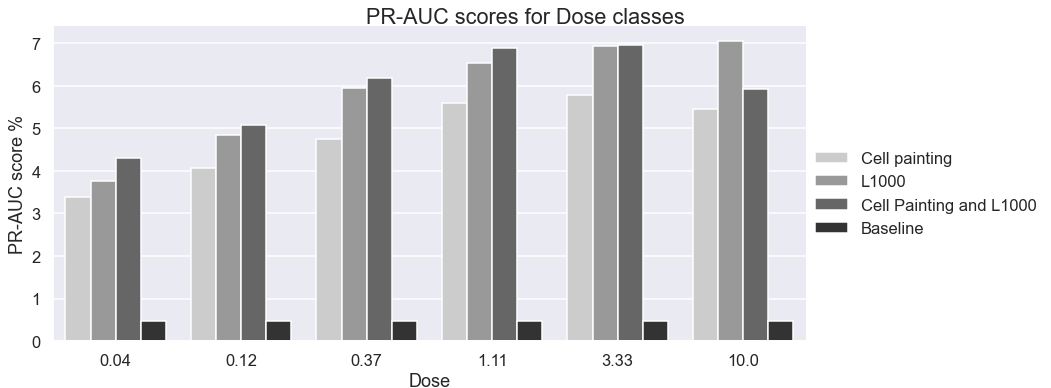 PR-AUC scores for Dose classes
PR-AUC score %
7
6
5
4
3
2
1
0
0.04 0.12 0.37 1.11 3.33 10.0
Dose
Cell painting
L1000
Cell Painting and L1000
Baseline